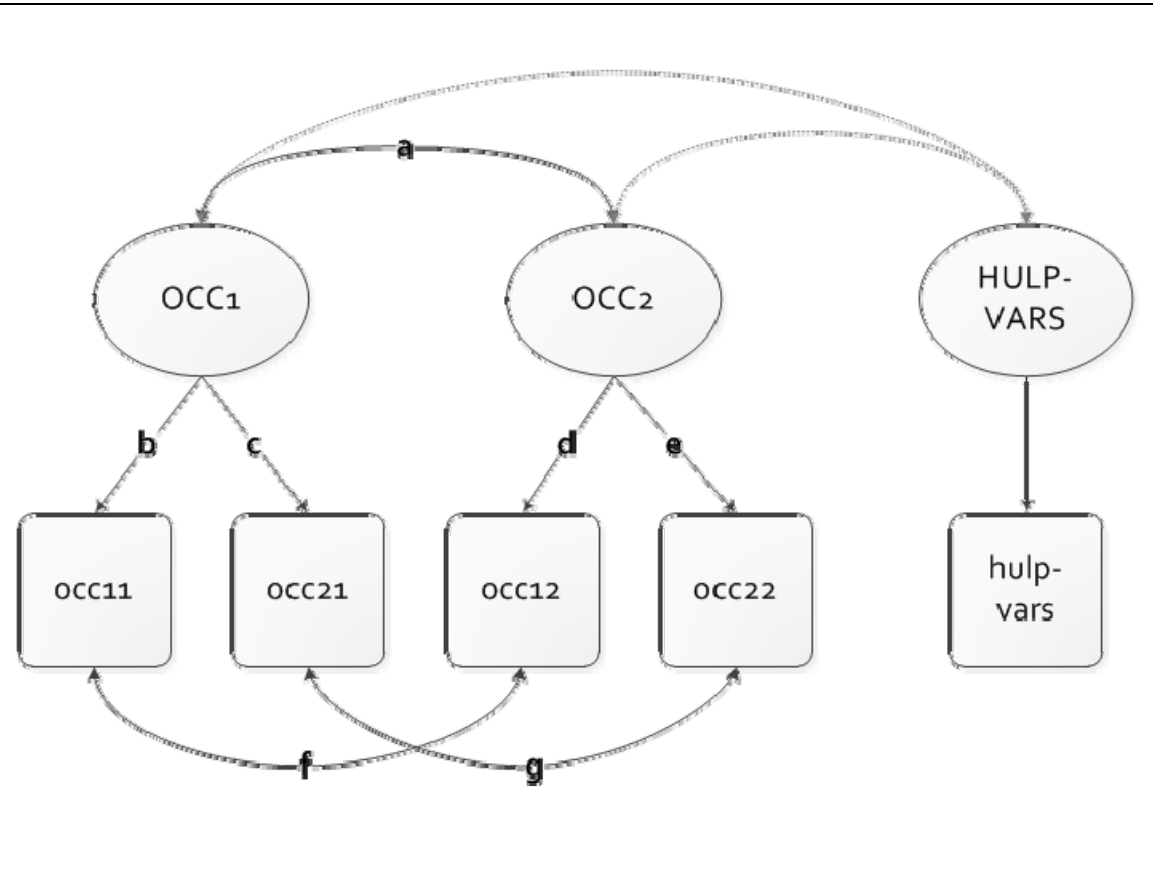 a
OCC1
OCC2
HULP-
VARS
b
c
d
e
occ11
occ21
occ12
occ22
hulp-
vars
f
g